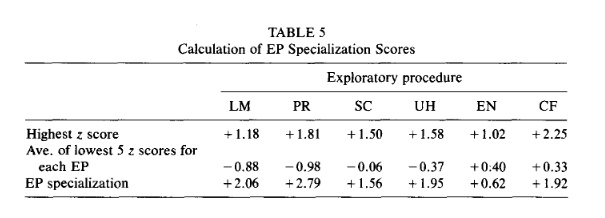 TABLE 5
Calculation of EP Specialization Scores
Exploratory procedure
LM PR SC UH EN CF
Highest z score +1.18 +1.81 +1.50 +1.58 +1.02 +2.25
Ave. of lowest 5 z scores for
each EP −0.88 −0.98 −0.06 −0.37 +0.40 +0.33
EP specialization +2.06 +2.79 +1.56 +1.95 +0.62 +1.92